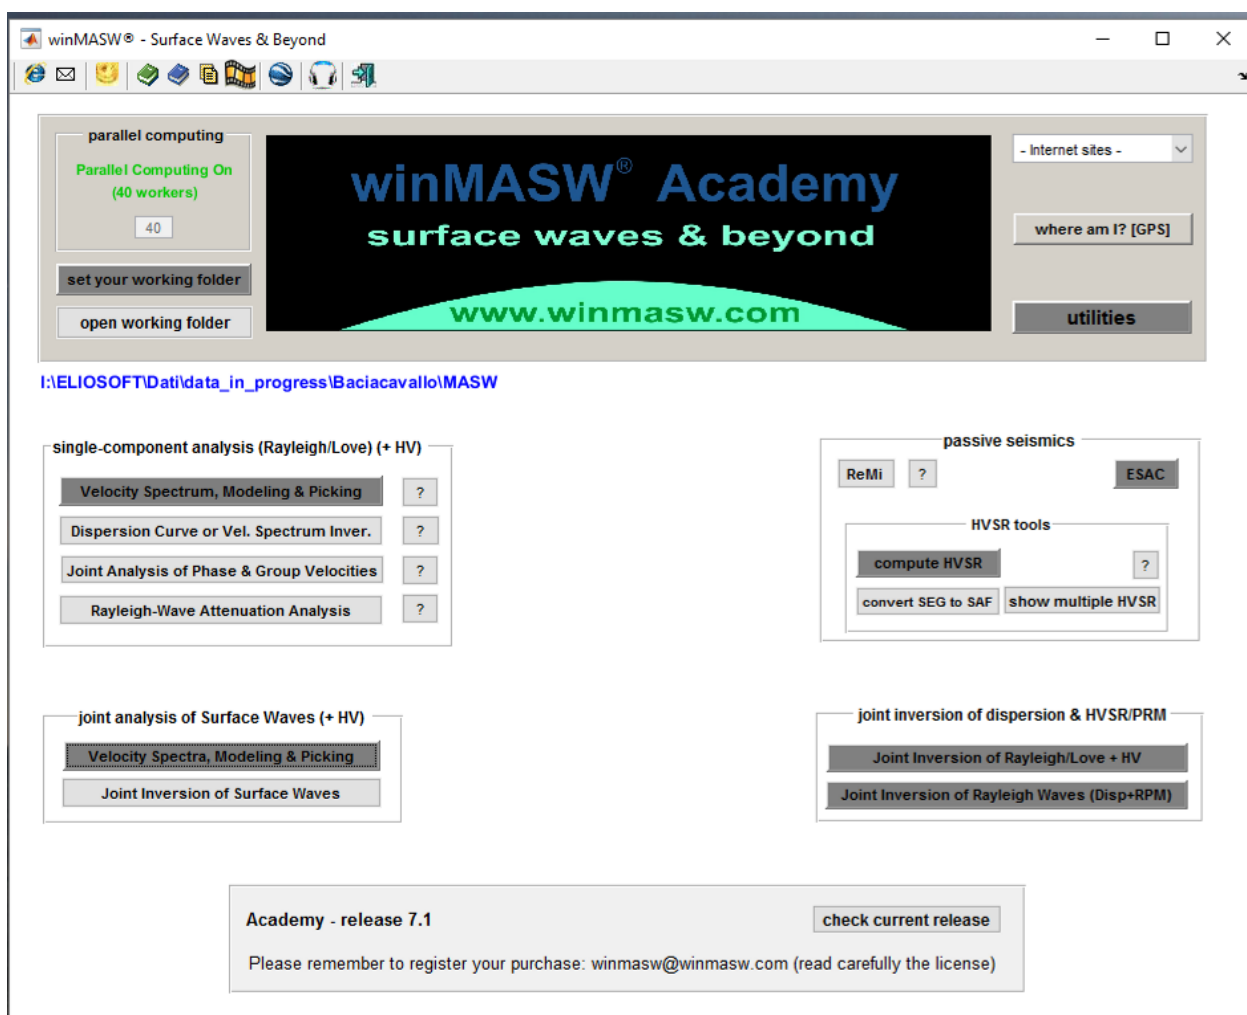 winMASW® - Surface Waves & Beyond
parallel computing
Parallel Computing On
(40 workers)
40
set your working folder
open working folder
winMASW® Academy
surface waves & beyond
www.winmasw.com
- Internet sites -
where am I? [GPS]
utilities
I:\ELIOSOFT\Dati\data_in_progress\Baciacavallo\MASW
single-component analysis (Rayleigh/Love) (+ HV)
Velocity Spectrum, Modeling & Picking ?
Dispersion Curve or Vel. Spectrum Inver. ?
Joint Analysis of Phase & Group Velocities ?
Rayleigh-Wave Attenuation Analysis ?
passive seismics
ReMi ? ESAC
HVSR tools
compute HVSR ?
convert SEG to SAF show multiple HVSR
joint analysis of Surface Waves (+ HV)
Velocity Spectra, Modeling & Picking
Joint Inversion of Surface Waves
joint inversion of dispersion & HVSR/PRM
Joint Inversion of Rayleigh/Love + HV
Joint Inversion of Rayleigh Waves (Disp+RPM)
Academy - release 7.1
check current release
Please remember to register your purchase: winmasw@winmasw.com (read carefully the license)